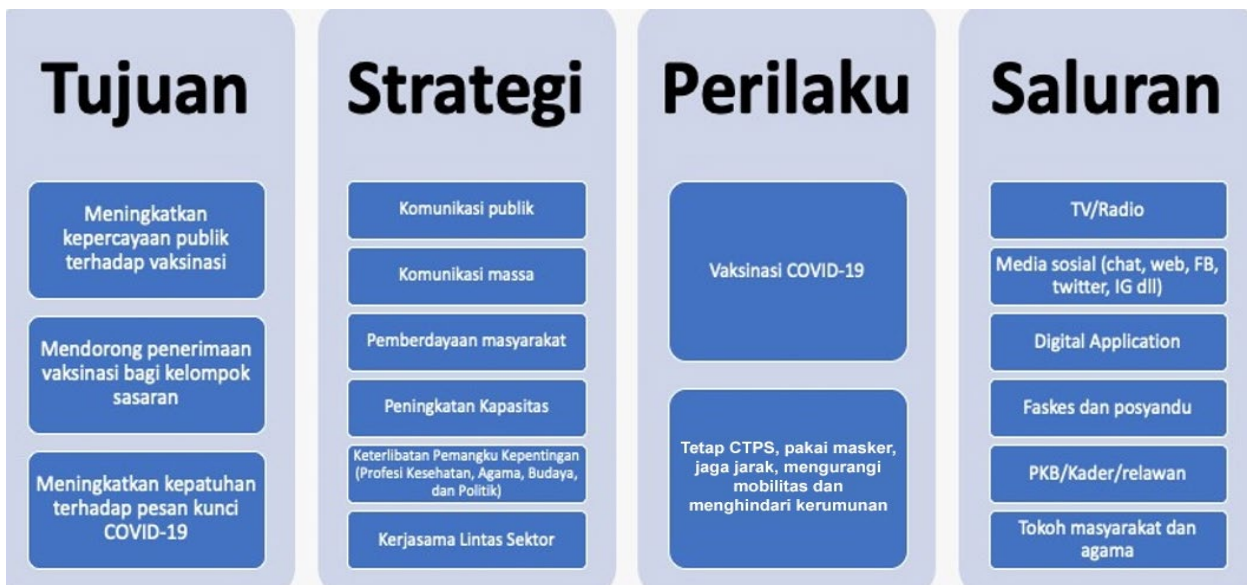 Tujuan
Meningkatkan
kepercayaan publik
terhadap vaksinasi
Mendorong penerimaan
vaksinasi bagi kelompok
sasaran
Meningkatkan kepatuhan
terhadap pesan kunci
COVID-19
Strategi
Komunikasi publik
Komunikasi massa
Pemberdayaan masyarakat
Peningkatan Kapasitas
Keterlibatan Pemangku Kepentingan
(Profesi Kesehatan, Agama, Budaya,
dan Politik)
Kerjasama Lintas Sektor
Perilaku
Vaksinasi COVID-19
Tetap CTPS, pakai masker,
jaga jarak, mengurangi
mobilitas dan
menghindari kerumunan
Saluran
TV/Radio
Media sosial (chat, web, FB,
twitter, IG dll)
Digital Application
Faskes dan posyandu
PKB/Kader/relawan
Tokoh masyarakat dan
agama